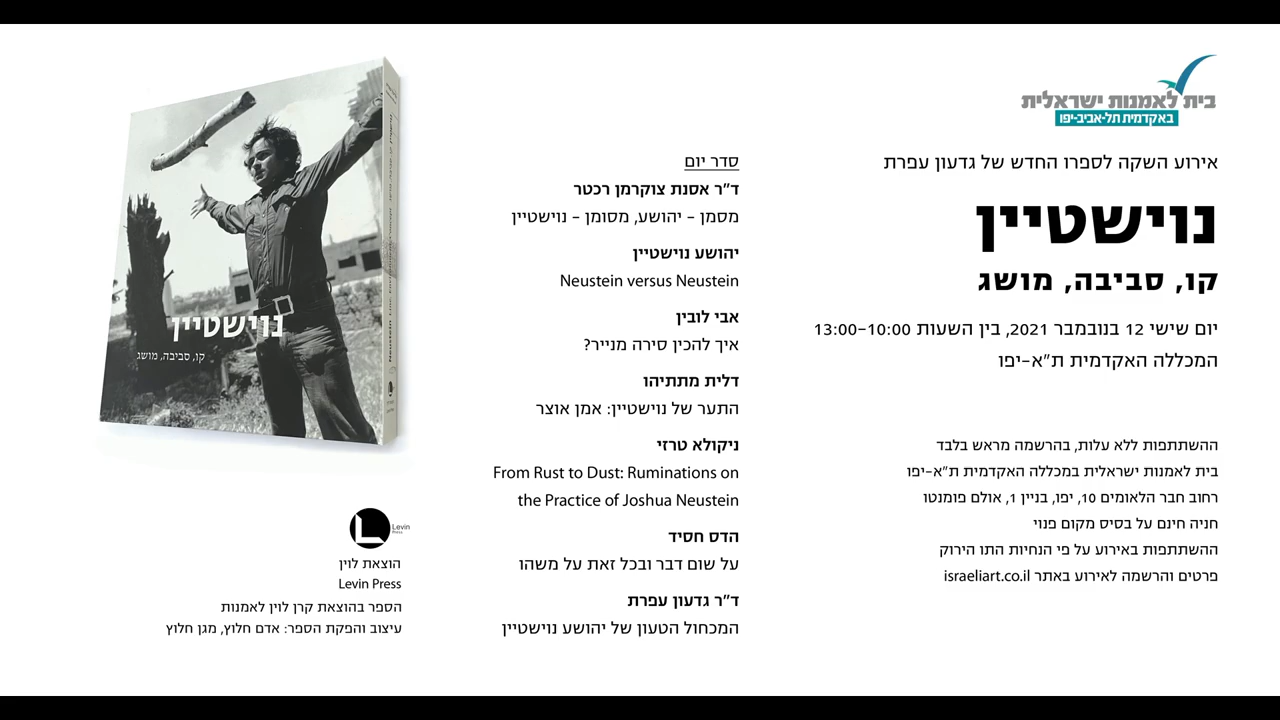 בית לאמנות ישראלית
באקדמית תל-אביב-יפו
אירוע השקה לספרו החדש של גדעון עפרת
נוישטיין
קו, סביבה, מושג
יום שישי 12 בנובמבר 2021, בין השעות 13:00-10:00
המכללה האקדמית ת"א-יפו
ההשתתפות ללא עלות, בהרשמה מראש בלבד
בית לאמנות ישראלית במכללה האקדמית ת"א-יפו
רחוב חבר הלאומים 10, יפו, בניין 1, אולם פומנטו
חניה חינם על בסיס מקום פנוי
ההשתתפות באירוע על פי הנחיות התו הירוק
פרטים והרשמה לאירוע באתר israeliart.co.il
סדר יום
ד"ר אסנת צוקרמן רכטר
מסמן - יהושע, מסומן - נוישטיין
יהושע נוישטיין
Neustein versus Neustein
אבי לובין
איך להכין סירה מנייר?
דלית מתתיהו
התער של נוישטיין: אמן אוצר
ניקולא טרזי
From Rust to Dust: Ruminations on
the Practice of Joshua Neustein
הדס חסיד
על שום דבר ובכל זאת על משהו
ד"ר גדעון עפרת
המכחול הטעון של יהושע נוישטיין
נוישטיין
קו, סביבה, מושג
Levin
Press
הוצאת לוין
Levin Press
הספר בהוצאת קרן לוין לאמנות
עיצוב והפקת הספר: אדם חלוץ, מגן חלוץ